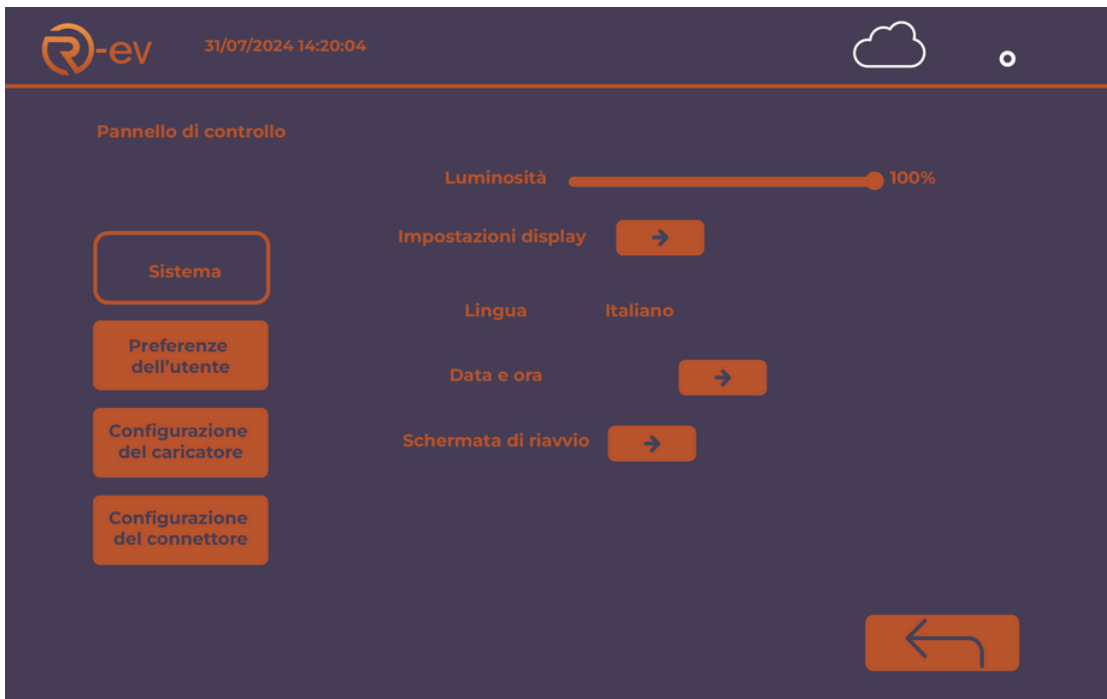 R-ev
31/07/2024 14:20:04
Pannello di controllo
Luminosità 100%
Impostazioni display
Sistema
Lingua Italiano
Preferenze
dell'utente
Data e ora
Configurazione
del caricatore
Schermata di riavvio
Configurazione
del connettore